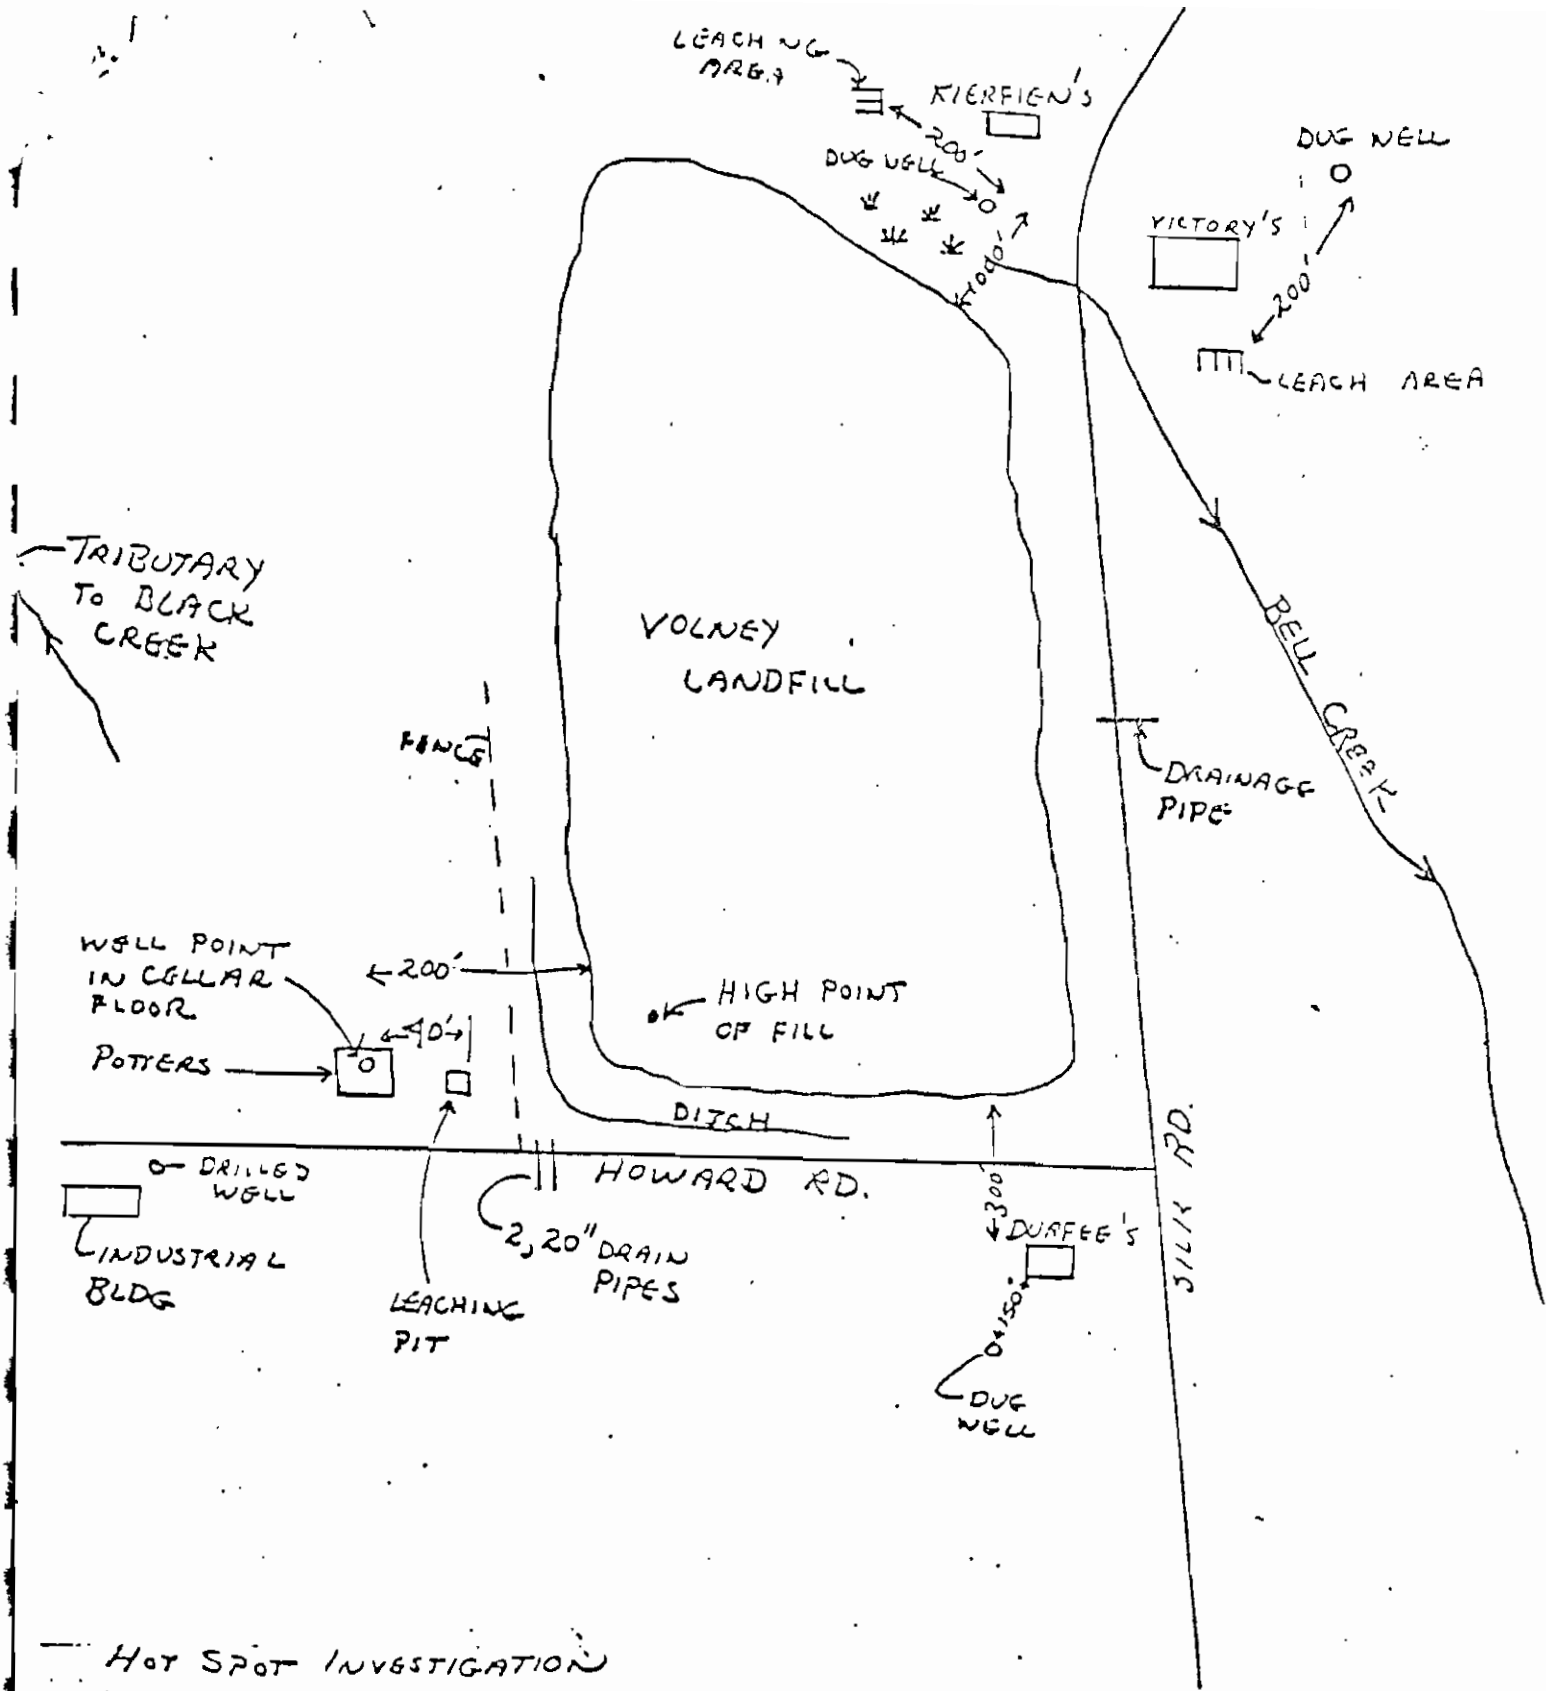 LEACHING
AREA
KIERFIEN'S
200'
DUG WELL
DUG WELL
VICTORY'S
100'
200'
LEACH AREA
TRIBUTARY
TO BLACK
CREEK
VOLNEY
LANDFILL
BELL CREEK
FENCE
DRAINAGE
PIPE
WELL POINT
IN CELLAR
FLOOR
200'
HIGH POINT
OF FILL
40'
POTTERS
DITCH
HOWARD RD.
SILK RD.
DRILLED
WELL
300'
DURFEE'S
2, 20" DRAIN
PIPES
INDUSTRIAL
BLDG
LEACHING
PIT
150'
DUG
WELL
HOT SPOT INVESTIGATION